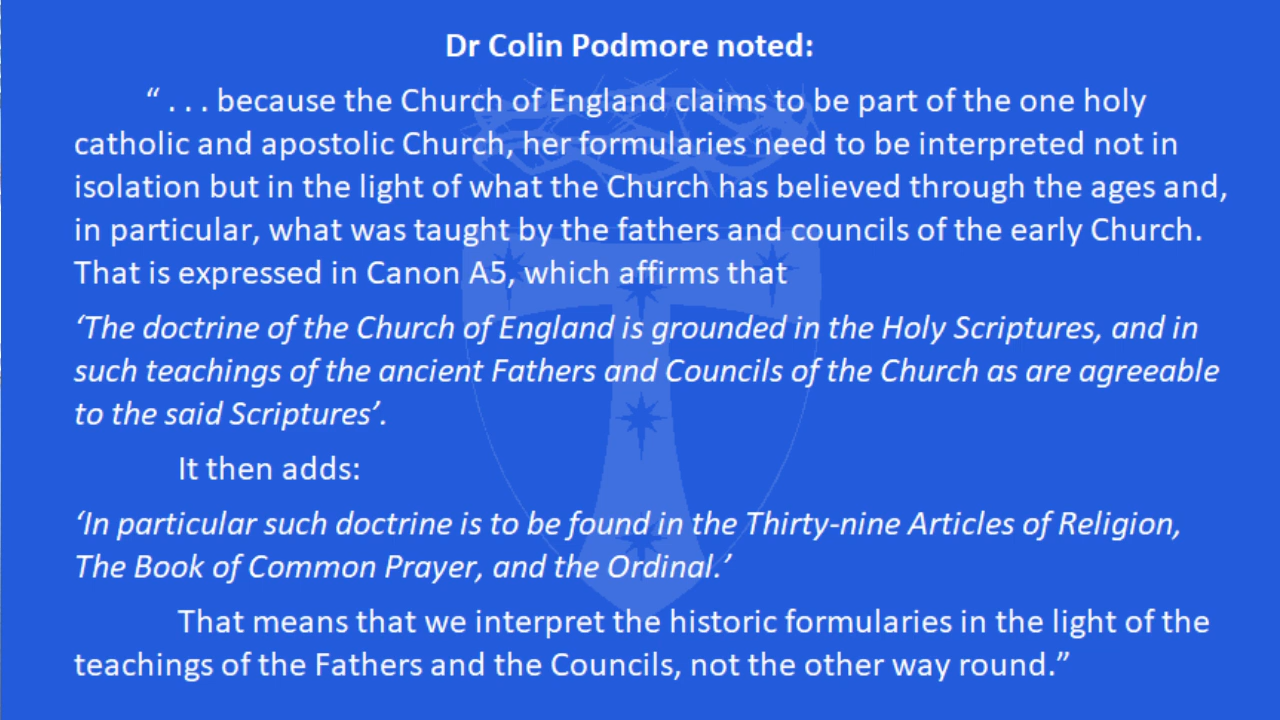 Dr Colin Podmore noted:
“ . . . because the Church of England claims to be part of the one holy
catholic and apostolic Church, her formularies need to be interpreted not in
isolation but in the light of what the Church has believed through the ages and,
in particular, what was taught by the fathers and councils of the early Church.
That is expressed in Canon A5, which affirms that
‘The doctrine of the Church of England is grounded in the Holy Scriptures, and in
such teachings of the ancient Fathers and Councils of the Church as are agreeable
to the said Scriptures’.
It then adds:
‘In particular such doctrine is to be found in the Thirty-nine Articles of Religion,
The Book of Common Prayer, and the Ordinal.’
That means that we interpret the historic formularies in the light of the
teachings of the Fathers and the Councils, not the other way round.”